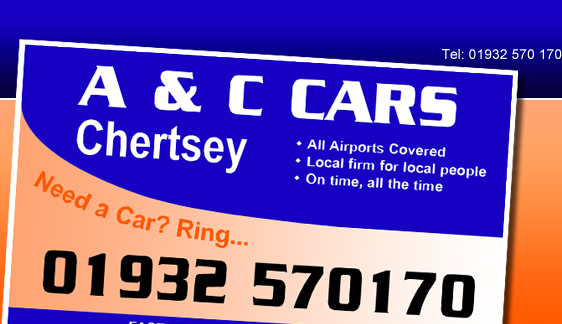 Tel: 01932 570 170
A & C CARS
Chertsey
• All Airports Covered
• Local firm for local people
• On time, all the time
Need a Car? Ring...
01932 570170